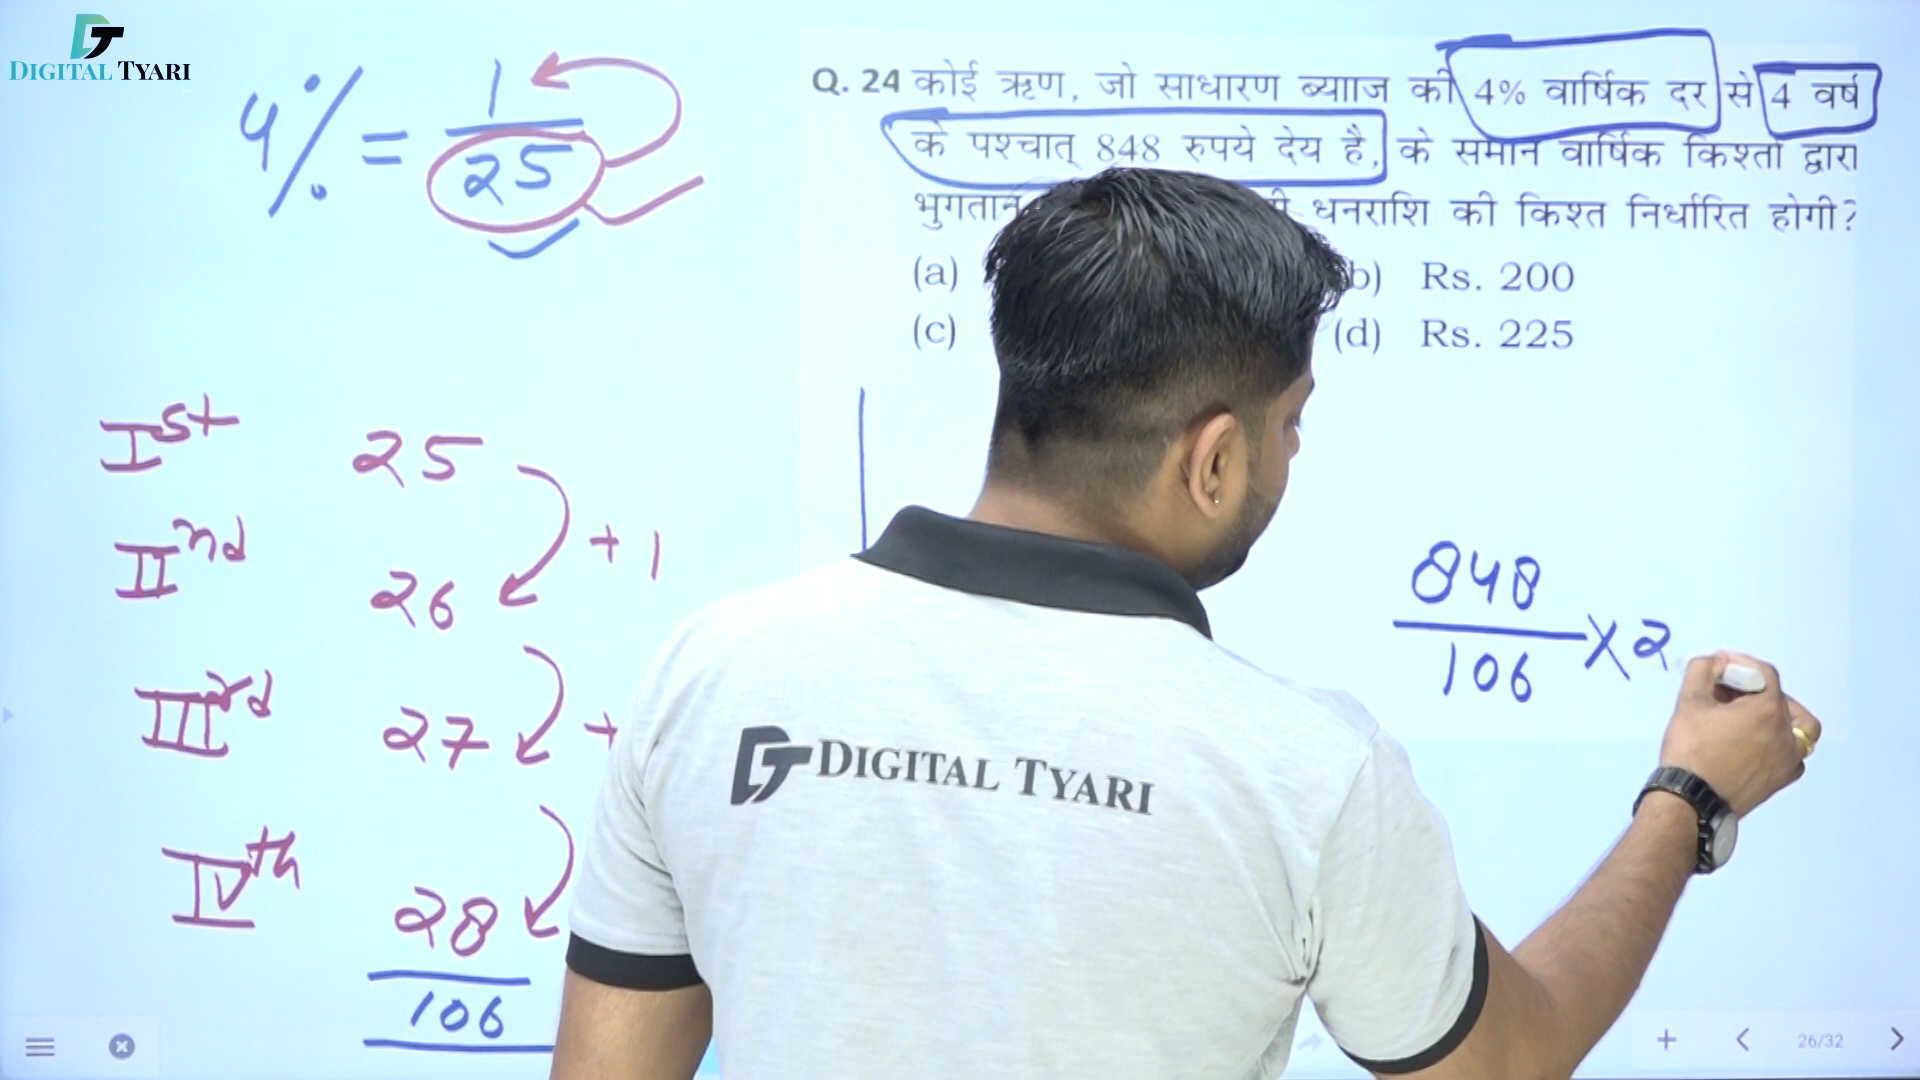 DIGITAL TYARI
4% = 1/25
Q. 24 कोई ऋण, जो साधारण ब्यााज की 4% वार्षिक दर से 4 वर्ष
के पश्चात् 848 रुपये देय है, के समान वार्षिक किश्तों द्वारा
भुगतान धनराशि की किश्त निर्धारित होगी?
(a) (b) Rs. 200
(c) (d) Rs. 225
Ist 25
+1
IInd 26
IIIrd 27 +
IVth 28
106
848/106 × 2
DIGITAL TYARI
26/32